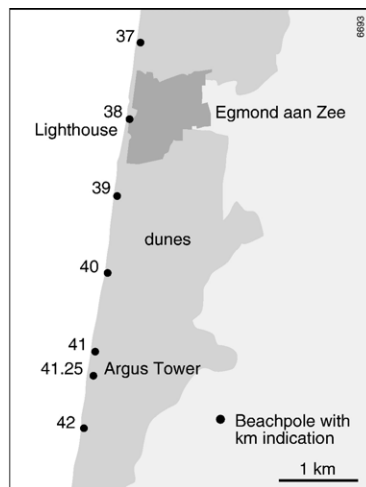 6693
37
38
Lighthouse
Egmond aan Zee
39
dunes
40
41
41.25
Argus Tower
42
Beachpole with
km indication
1 km